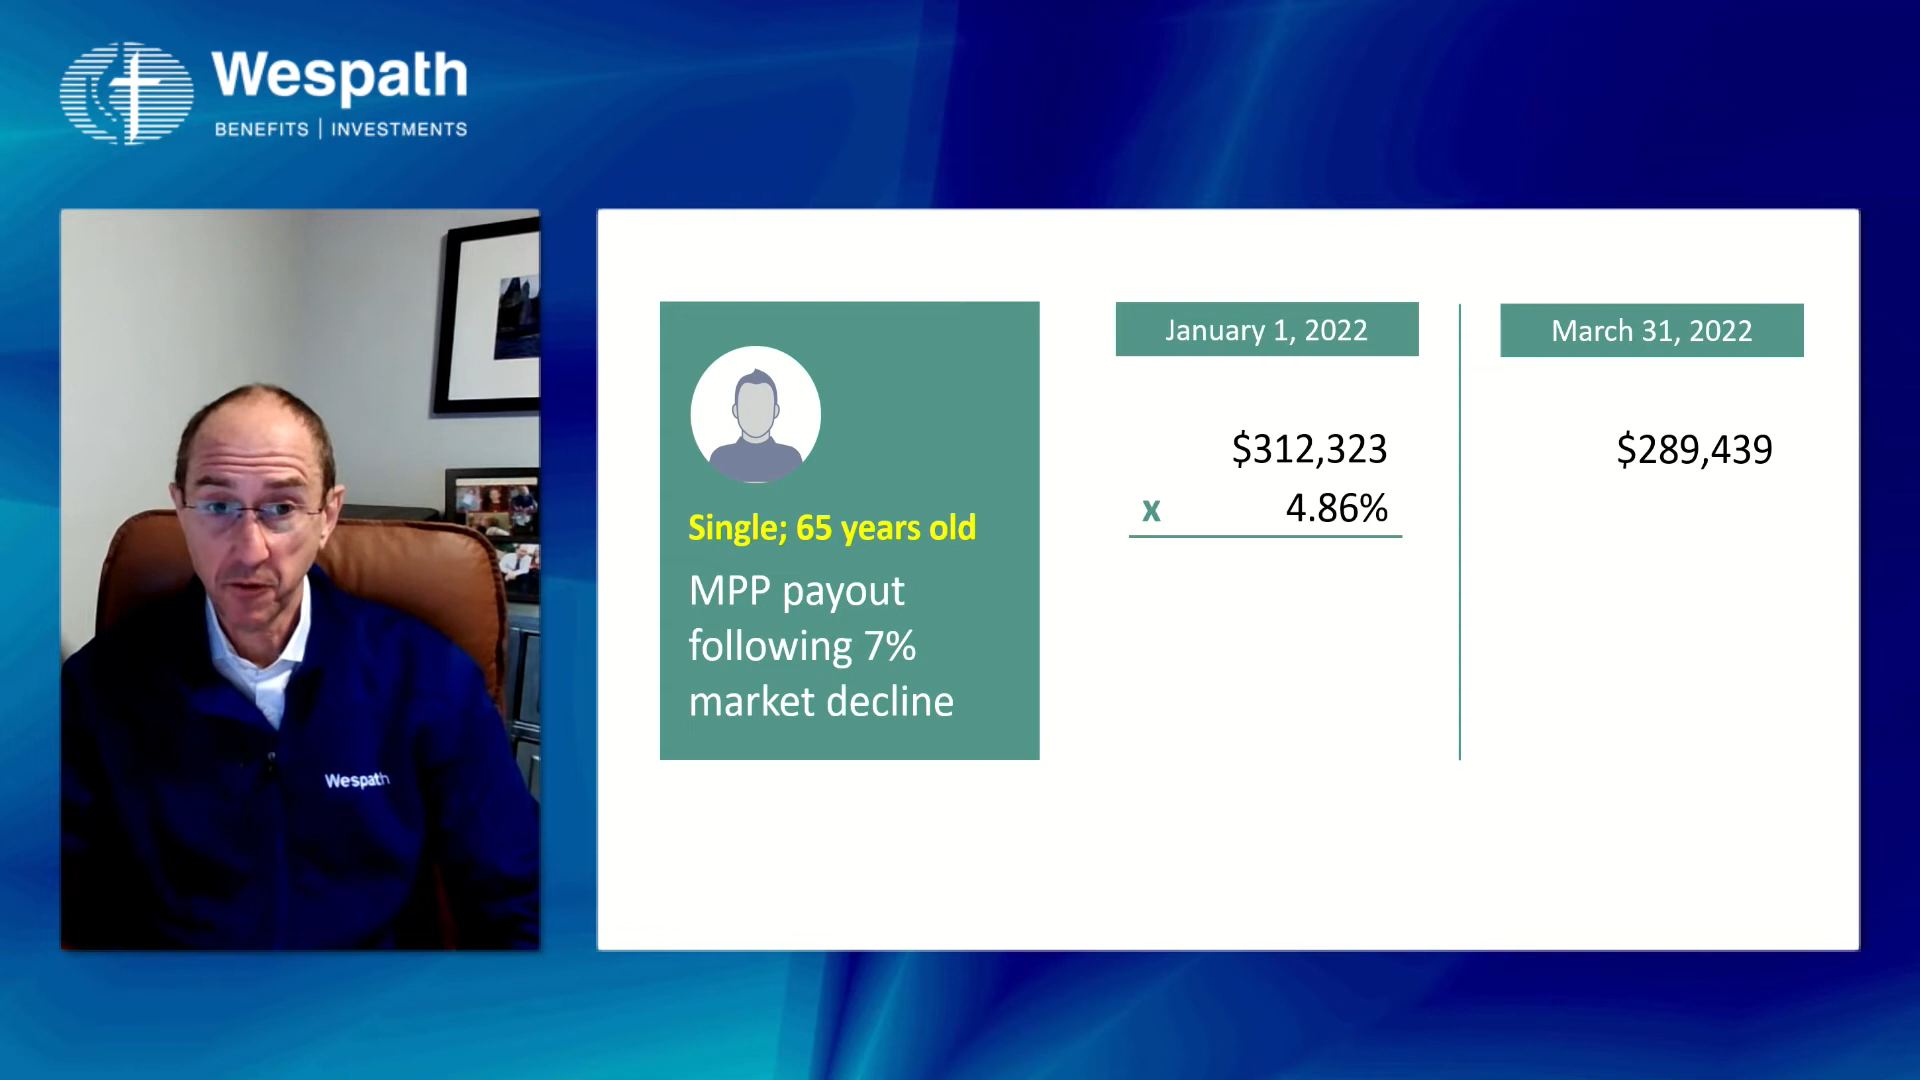 Wespath
BENEFITS | INVESTMENTS
Wespath
Single; 65 years old
MPP payout
following 7%
market decline
January 1, 2022
$312,323
x 4.86%
March 31, 2022
$289,439